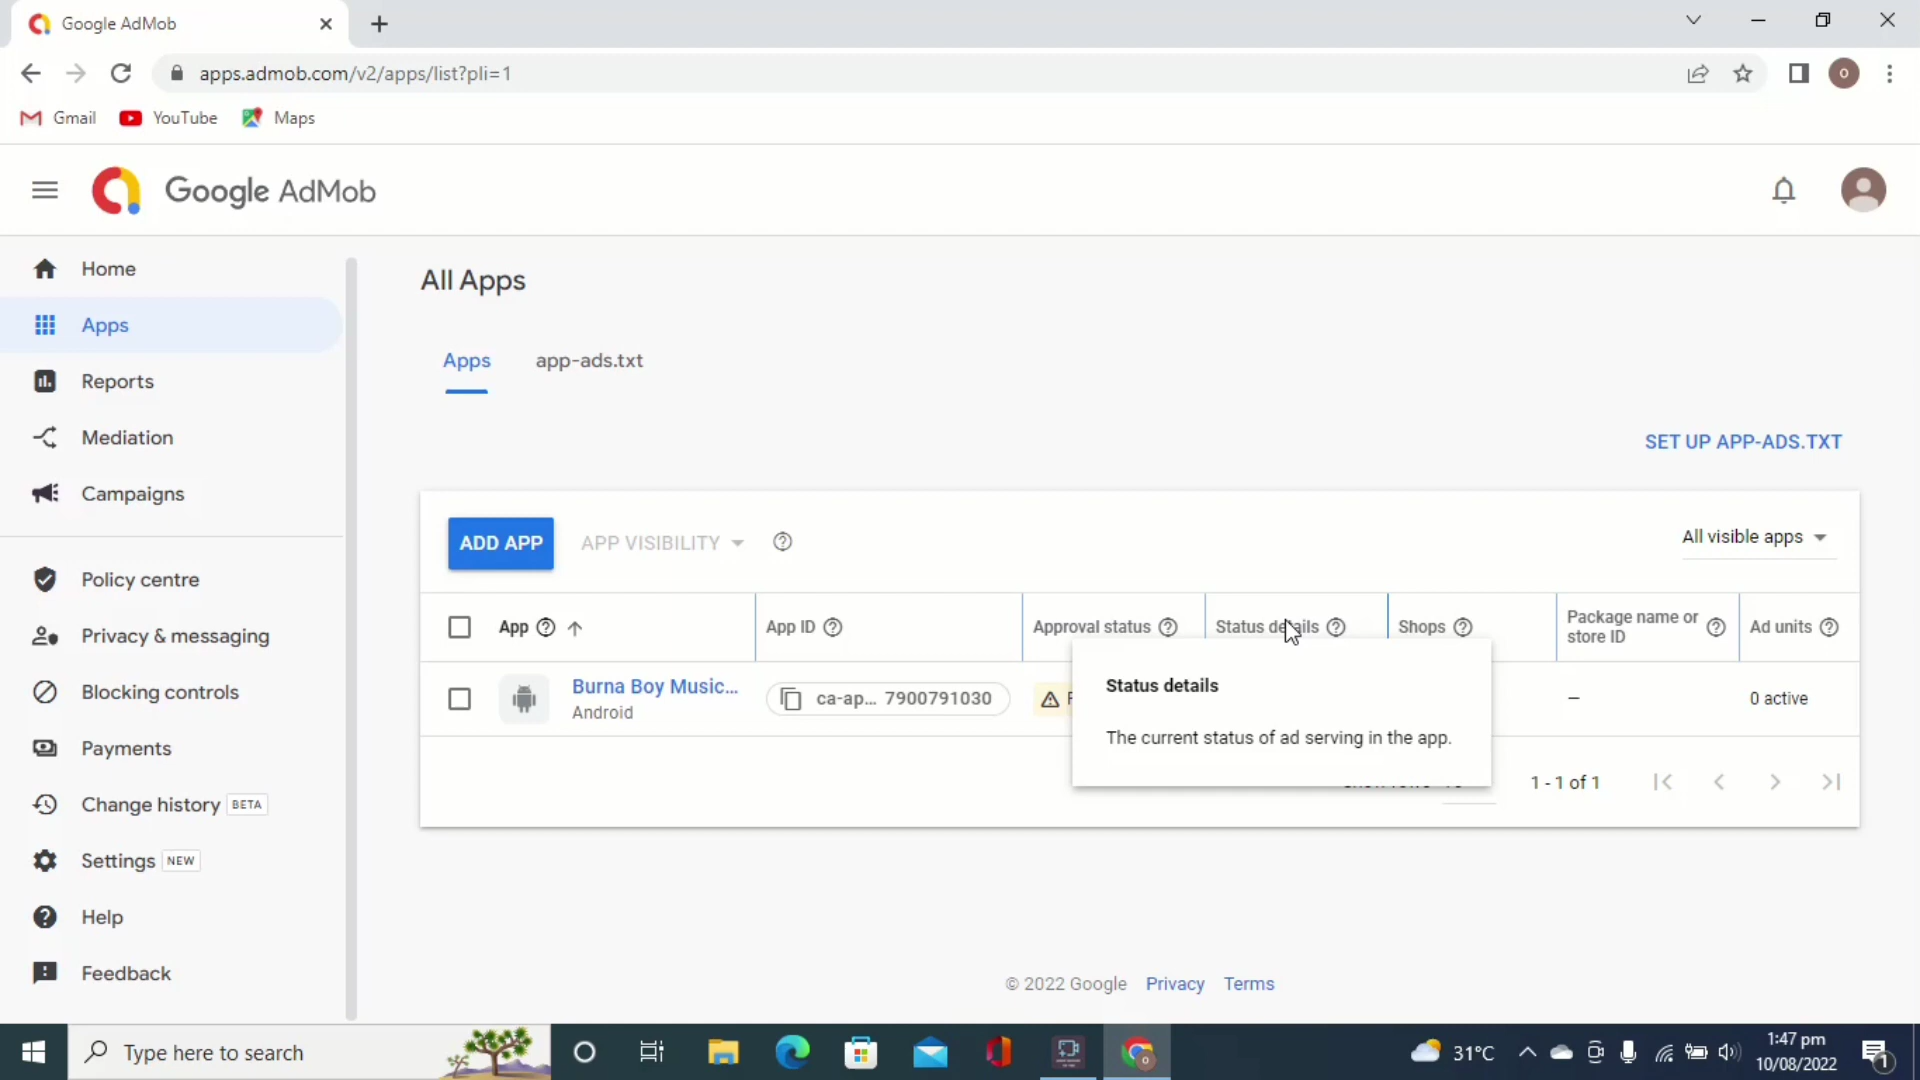 Google AdMob
apps.admob.com/v2/apps/list?pli=1
O
Gmail
YouTube
Maps
Google AdMob
Home
Apps
Reports
Mediation
Campaigns
Policy centre
Privacy & messaging
Blocking controls
Payments
Change history BETA
Settings NEW
Help
Feedback
All Apps
Apps
app-ads.txt
SET UP APP-ADS.TXT
ADD APP
APP VISIBILITY
All visible apps
App
App ID
Approval status
Status details
Shops
Package name or
store ID
Ad units
Burna Boy Music...
Android
ca-ap... 7900791030
–
0 active
Status details
The current status of ad serving in the app.
1 - 1 of 1
© 2022 Google Privacy Terms
Type here to search
31°C
1:47 pm
10/08/2022
1